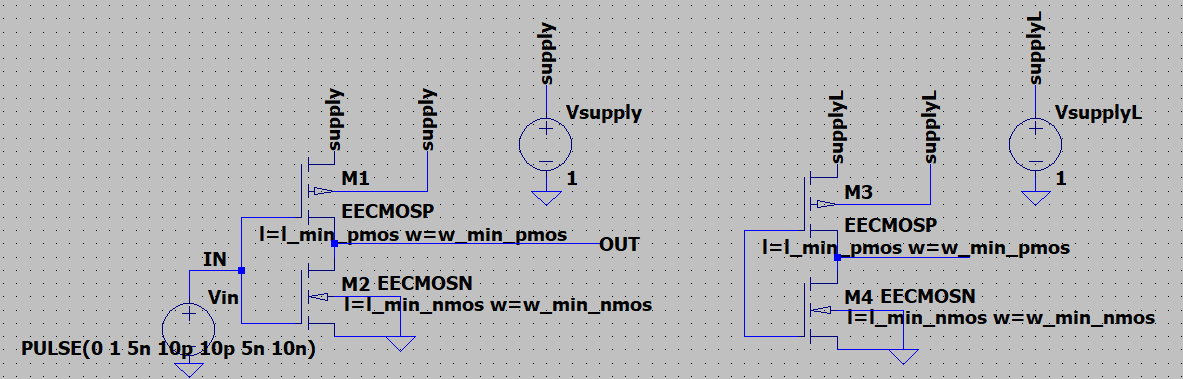 supply
supply
supply
Vsupply
1
M1
EECMOSP
l=l_min_pmos w=w_min_pmos
OUT
IN
Vin
M2 EECMOSN
l=l_min_nmos w=w_min_nmos
PULSE(0 1 5n 10p 10p 5n 10n)
supplyL
supplyL
supplyL
VsupplyL
1
M3
EECMOSP
l=l_min_pmos w=w_min_pmos
M4 EECMOSN
l=l_min_nmos w=w_min_nmos